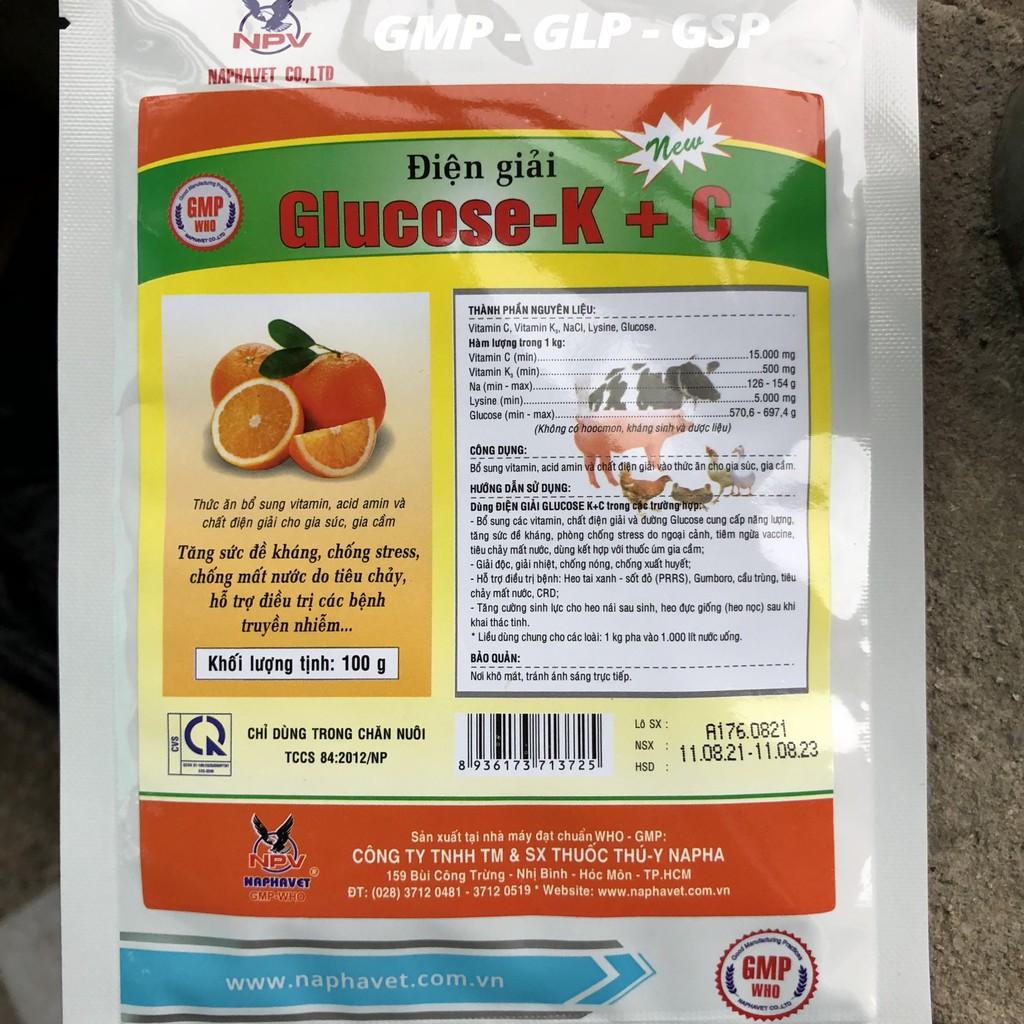 NPV
NAPHAVET CO.,LTD
GMP - GLP - GSP
Điện giải
New
Glucose-K + C
Good Manufacturing Practices
GMP
WHO
NAPHAVET CO.,LTD
Thức ăn bổ sung vitamin, acid amin và
chất điện giải cho gia súc, gia cầm
Tăng sức đề kháng, chống stress,
chống mất nước do tiêu chảy,
hỗ trợ điều trị các bệnh
truyền nhiễm...
Khối lượng tịnh: 100 g
THÀNH PHẦN NGUYÊN LIỆU:
Vitamin C, Vitamin K₃, NaCl, Lysine, Glucose.
Hàm lượng trong 1 kg:
Vitamin C (min)...15.000 mg
Vitamin K₃ (min)...500 mg
Na (min - max)...126 - 154 g
Lysine (min)...5.000 mg
Glucose (min - max)...570,6 - 697,4 g
(Không có hoocmon, kháng sinh và dược liệu)
CÔNG DỤNG:
Bổ sung vitamin, acid amin và chất điện giải vào thức ăn cho gia súc, gia cầm.
HƯỚNG DẪN SỬ DỤNG:
Dùng ĐIỆN GIẢI GLUCOSE K+C trong các trường hợp:
- Bổ sung các vitamin, chất điện giải và đường Glucose cung cấp năng lượng,
tăng sức đề kháng, phòng chống stress do ngoại cảnh, tiêm ngừa vaccine,
tiêu chảy mất nước, dùng kết hợp với thuốc úm gia cầm;
- Giải độc, giải nhiệt, chống nóng, chống xuất huyết;
- Hỗ trợ điều trị bệnh: Heo tai xanh - sốt đỏ (PRRS), Gumboro, cầu trùng, tiêu
chảy mất nước, CRD;
- Tăng cường sinh lực cho heo nái sau sinh, heo đực giống (heo nọc) sau khi
khai thác tinh.
* Liều dùng chung cho các loài: 1 kg pha vào 1.000 lít nước uống.
BẢO QUẢN:
Nơi khô mát, tránh ánh sáng trực tiếp.
CVS
CHỈ DÙNG TRONG CHĂN NUÔI
TCCS 84:2012/NP
8 936173 713725
Lô SX : A176.0821
NSX : 11.08.21-11.08.23
HSD :
NPV
NAPHAVET
GMP-WHO
Sản xuất tại nhà máy đạt chuẩn WHO - GMP:
CÔNG TY TNHH TM & SX THUỐC THÚ-Y NAPHA
159 Bùi Công Trừng - Nhị Bình - Hóc Môn - TP.HCM
ĐT: (028) 3712 0481 - 3712 0519 * Website: www.naphavet.com.vn
www.naphavet.com.vn
Good Manufacturing Practices
GMP
WHO
NAPHAVET CO.,LTD